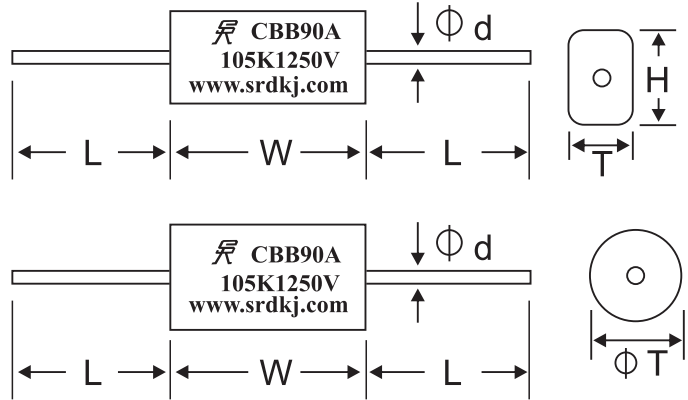 CBB90A
Φ d
105K1250V
www.srdkj.com
H
L W L
T
CBB90A
Φ d
105K1250V
www.srdkj.com
L W L
Φ T